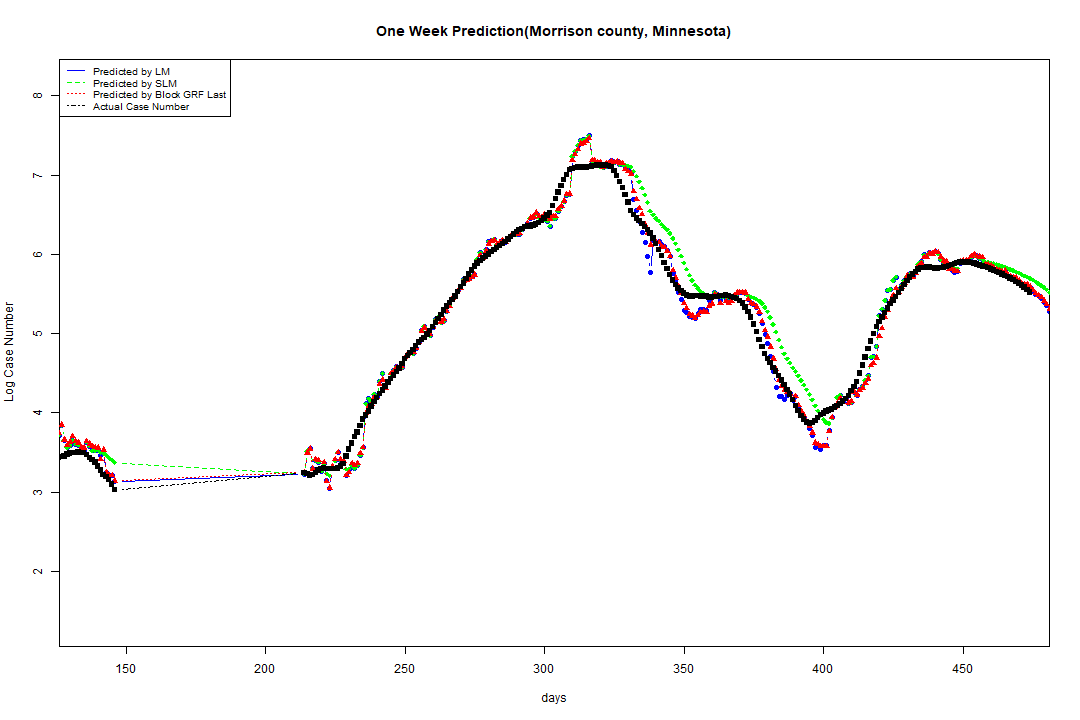 One Week Prediction(Morrison county, Minnesota)
Predicted by LM
Predicted by SLM
Predicted by Block GRF Last
Actual Case Number
8
7
6
5
4
3
2
Log Case Number
150 200 250 300 350 400 450
days